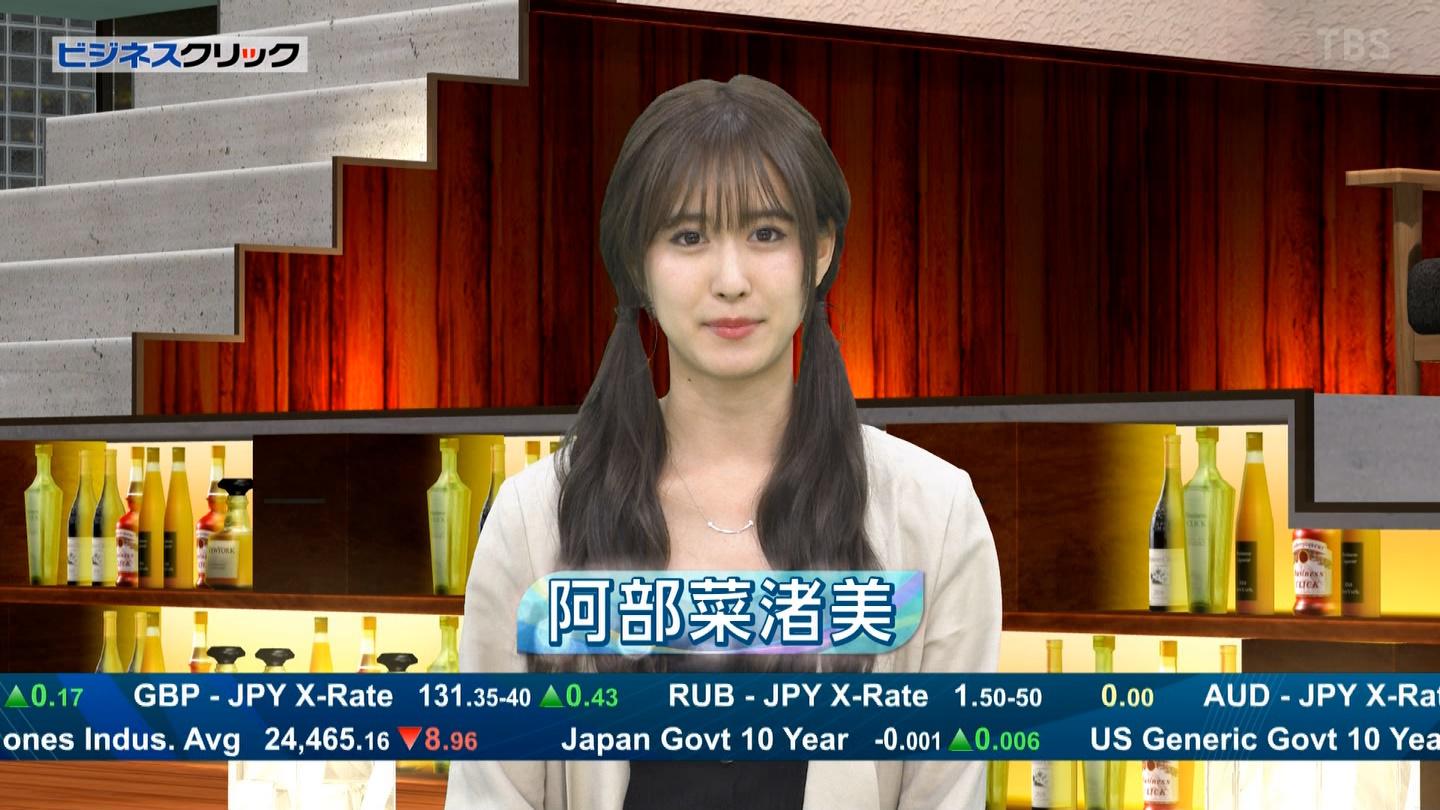 ビジネスクリック
TBS
阿部菜渚美
▲0.17 GBP - JPY X-Rate 131.35-40 ▲0.43 RUB - JPY X-Rate 1.50-50 0.00 AUD - JPY X-Rat
ones Indus. Avg 24,465.16 ▼8.96 Japan Govt 10 Year -0.001 ▲0.006 US Generic Govt 10 Yea